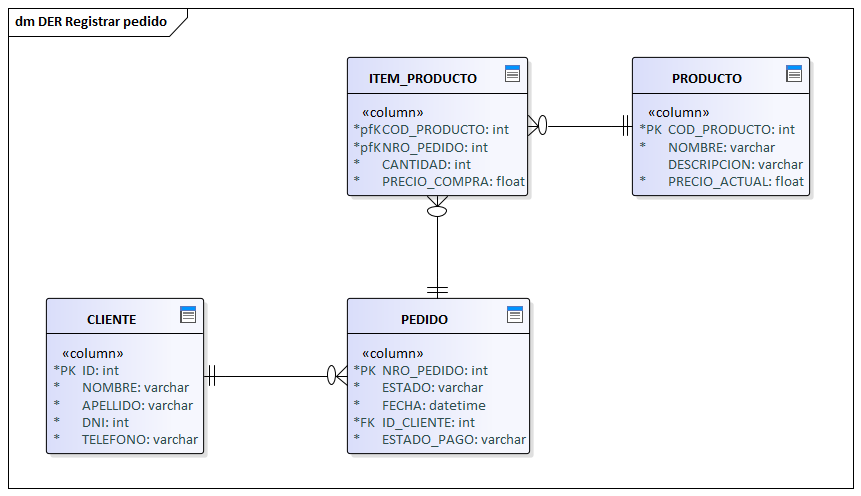 dm DER Registrar pedido
ITEM_PRODUCTO
«column»
*pfK COD_PRODUCTO: int
*pfK NRO_PEDIDO: int
* CANTIDAD: int
* PRECIO_COMPRA: float
PRODUCTO
«column»
*PK COD_PRODUCTO: int
* NOMBRE: varchar
DESCRIPCION: varchar
* PRECIO_ACTUAL: float
CLIENTE
«column»
*PK ID: int
* NOMBRE: varchar
* APELLIDO: varchar
* DNI: int
* TELEFONO: varchar
PEDIDO
«column»
*PK NRO_PEDIDO: int
* ESTADO: varchar
* FECHA: datetime
*FK ID_CLIENTE: int
* ESTADO_PAGO: varchar